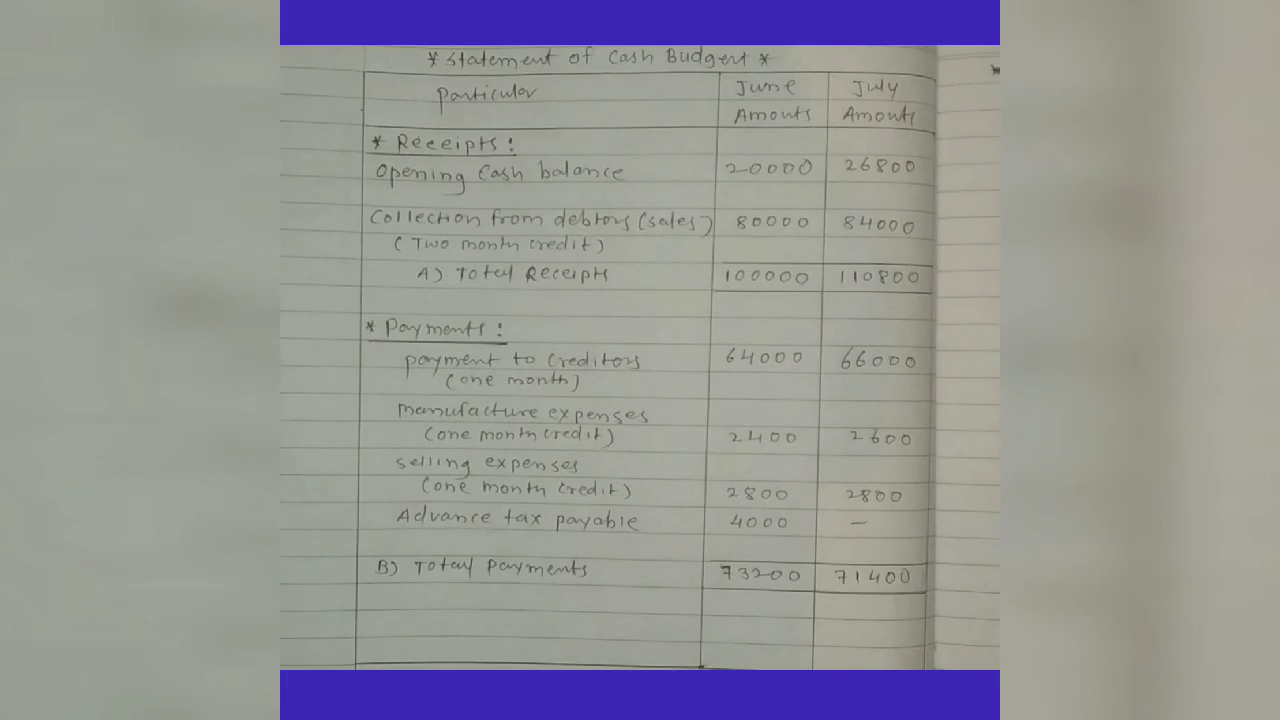 * Statement of Cash Budgert *
Particular June July
Amouts Amounts
* Receipts :
Opening Cash balance 20000 26800
Collection from debtors (sales) 80000 84000
( Two month credit )
A) Total Receipts 100000 110800
* Payments :
payment to creditors 64000 66000
(one month)
manufacture expenses
(one month credit) 2400 2600
selling expenses
(one month credit) 2800 2800
Advance tax payable 4000 —
B) Total Payments 73200 71400